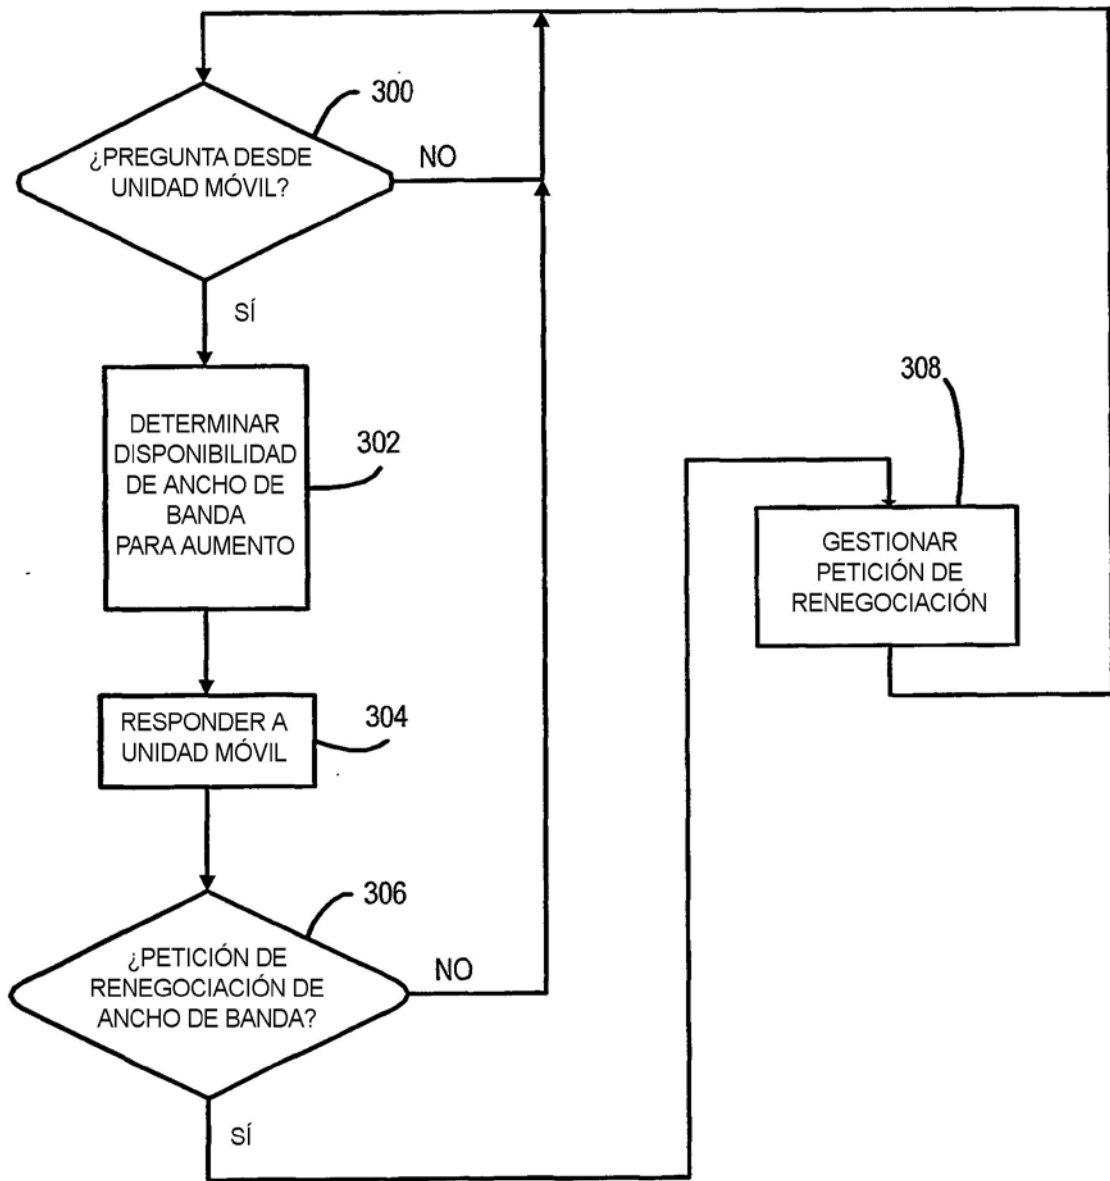 300
¿PREGUNTA DESDE
UNIDAD MÓVIL?
NO
SÍ
DETERMINAR
DISPONIBILIDAD
DE ANCHO DE
BANDA
PARA AUMENTO
302
308
GESTIONAR
PETICIÓN DE
RENEGOCIACIÓN
RESPONDER A
UNIDAD MÓVIL
304
306
¿PETICIÓN DE
RENEGOCIACIÓN DE
ANCHO DE BANDA?
NO
SÍ